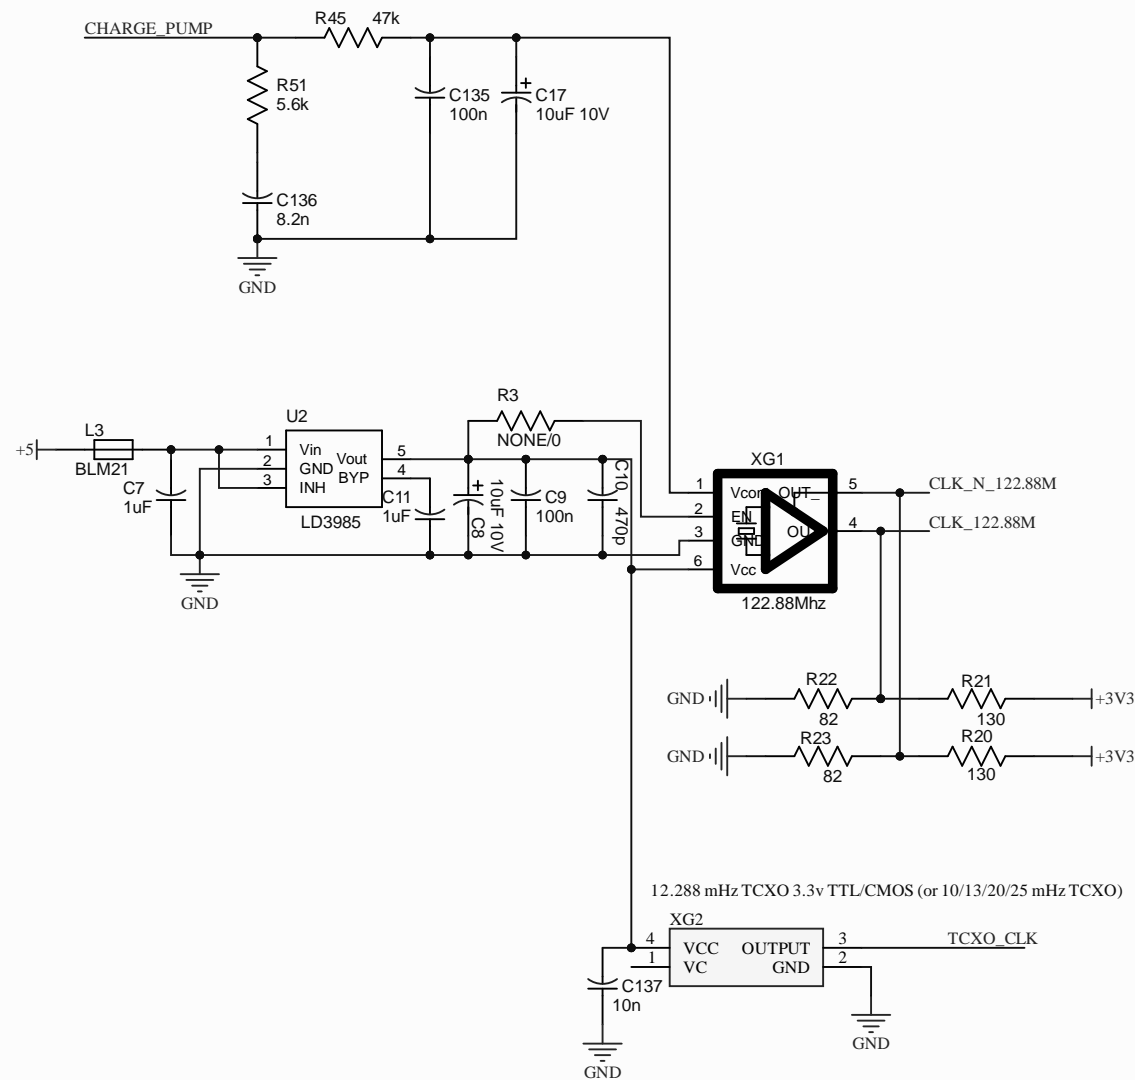 CHARGE_PUMP
R45 47k
R51
5.6k
C135
100n
C17
10uF 10V
C136
8.2n
GND
+5
L3
BLM21
C7
1uF
GND
U2
1
2
3
Vin
GND
INH
Vout
BYP
5
4
LD3985
C11
1uF
R3
NONE/0
10uF 10V
C8
C9
100n
C10
470p
XG1
1
2
3
6
Vcon
EN
GND
Vcc
OUT_
OU
5
4
122.88Mhz
CLK_N_122.88M
CLK_122.88M
GND
R22
82
R21
130
+3V3
GND
R23
82
R20
130
+3V3
12.288 mHz TCXO 3.3v TTL/CMOS (or 10/13/20/25 mHz TCXO)
XG2
4
1
VCC
VC
OUTPUT
GND
3
2
TCXO_CLK
C137
10n
GND
GND